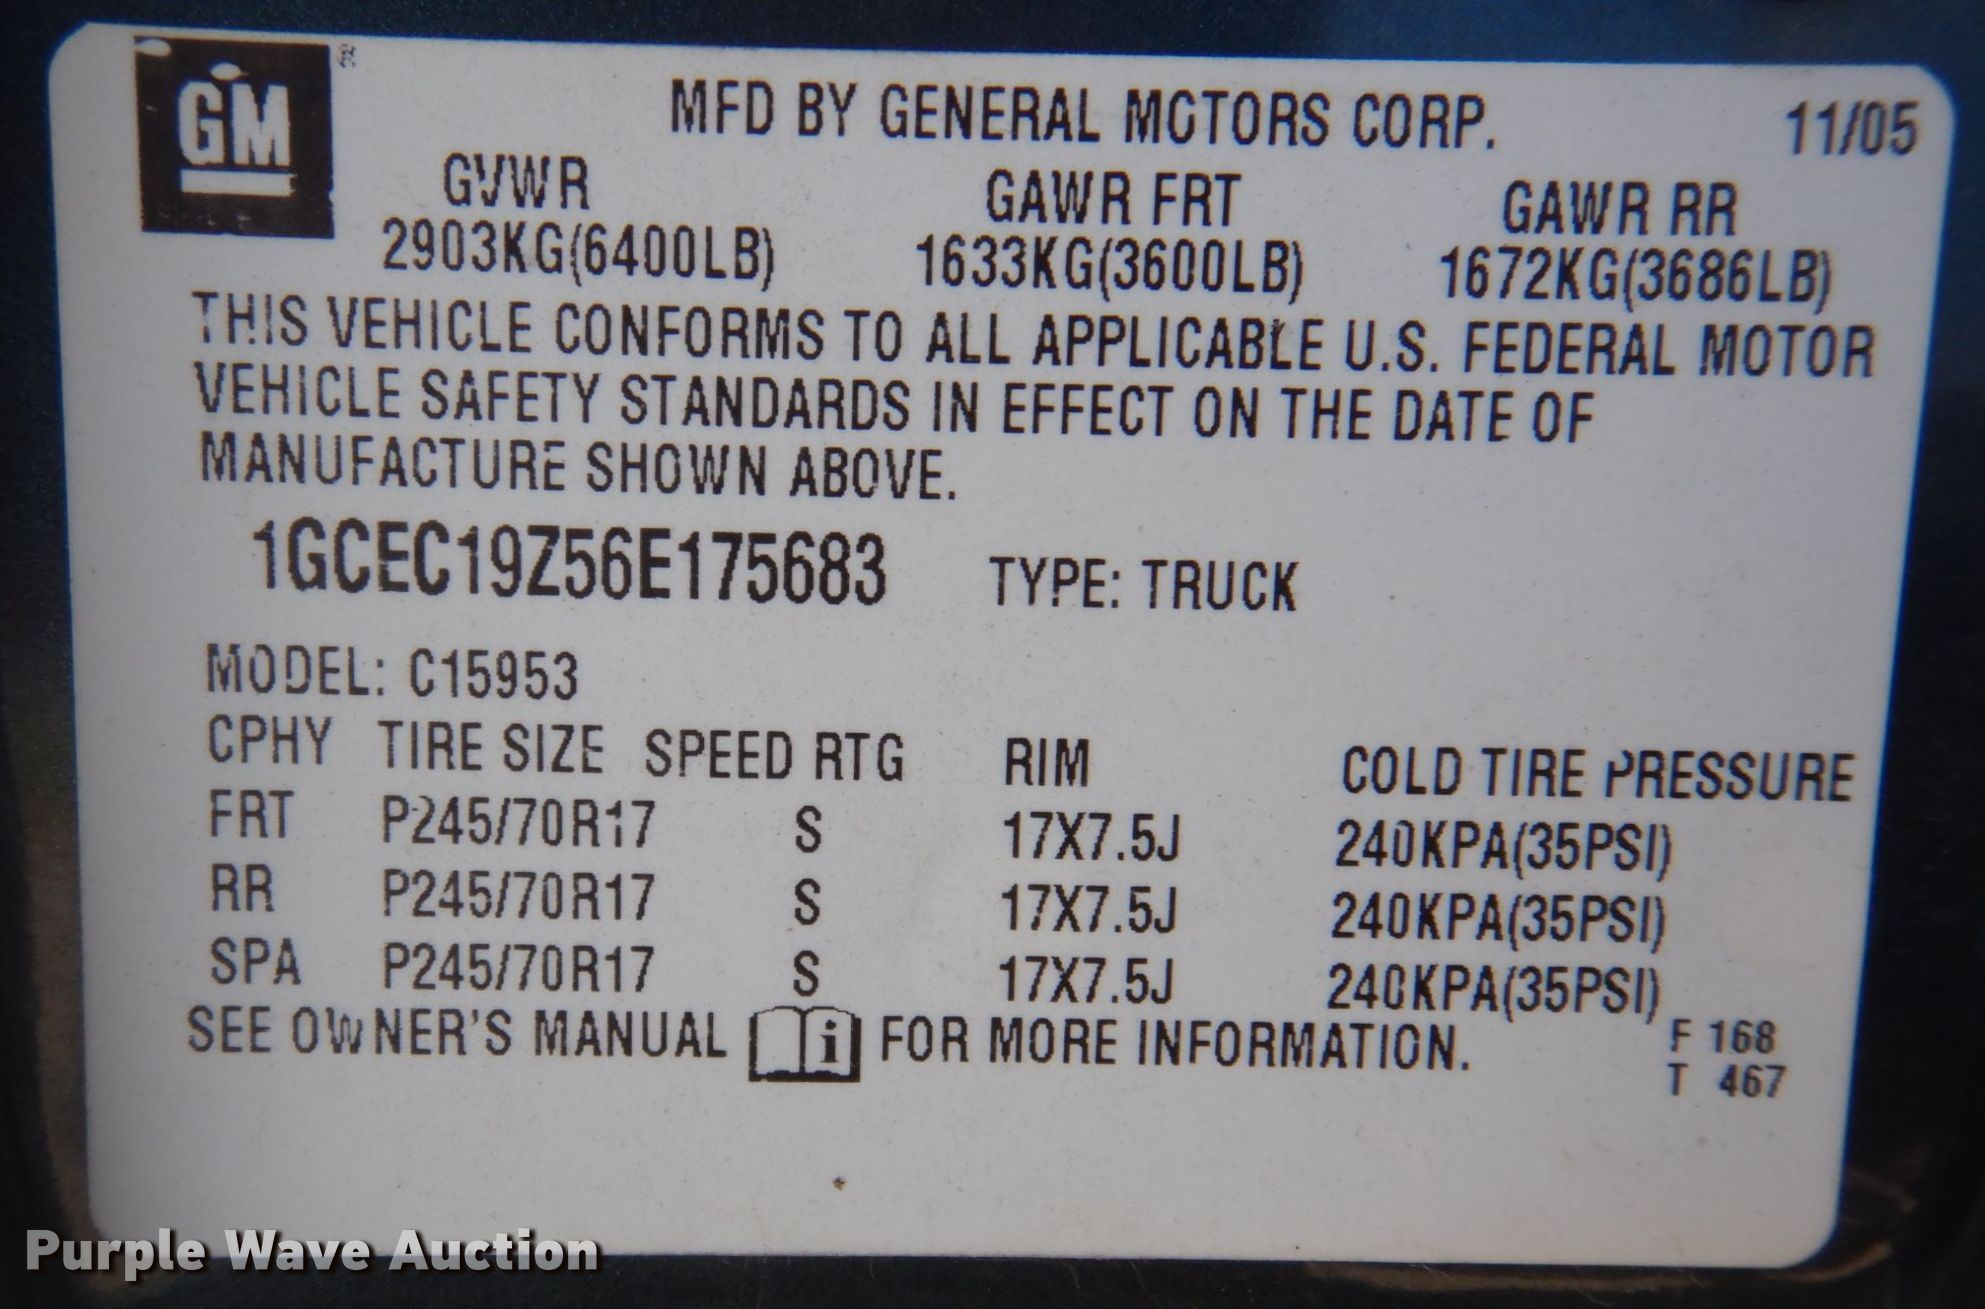 GM ®
MFD BY GENERAL MOTORS CORP. 11/05
GVWR GAWR FRT GAWR RR
2903KG(6400LB) 1633KG(3600LB) 1672KG(3686LB)
THIS VEHICLE CONFORMS TO ALL APPLICABLE U.S. FEDERAL MOTOR
VEHICLE SAFETY STANDARDS IN EFFECT ON THE DATE OF
MANUFACTURE SHOWN ABOVE.
1GCEC19Z56E175683 TYPE: TRUCK
MODEL: C15953
CPHY TIRE SIZE SPEED RTG RIM COLD TIRE PRESSURE
FRT P245/70R17 S 17X7.5J 240KPA(35PSI)
RR P245/70R17 S 17X7.5J 240KPA(35PSI)
SPA P245/70R17 S 17X7.5J 240KPA(35PSI)
SEE OWNER'S MANUAL i FOR MORE INFORMATION.
F 168
T 467
Purple Wave Auction